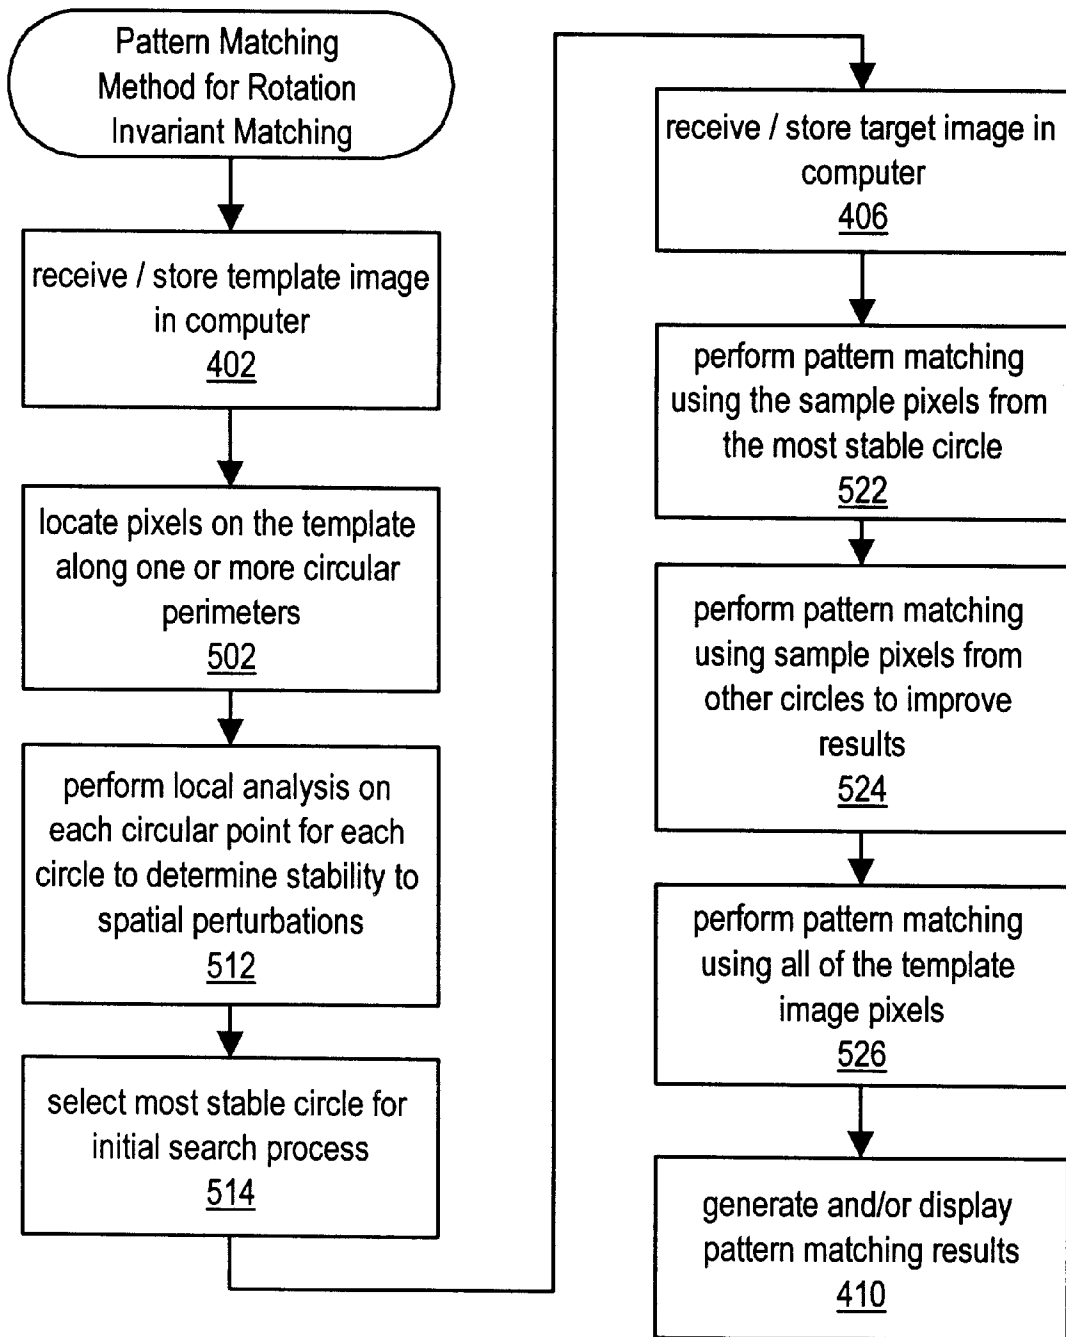 Pattern Matching
Method for Rotation
Invariant Matching
receive / store template image
in computer
402
locate pixels on the template
along one or more circular
perimeters
502
perform local analysis on
each circular point for each
circle to determine stability to
spatial perturbations
512
select most stable circle for
initial search process
514
receive / store target image in
computer
406
perform pattern matching
using the sample pixels from
the most stable circle
522
perform pattern matching
using sample pixels from
other circles to improve
results
524
perform pattern matching
using all of the template
image pixels
526
generate and/or display
pattern matching results
410